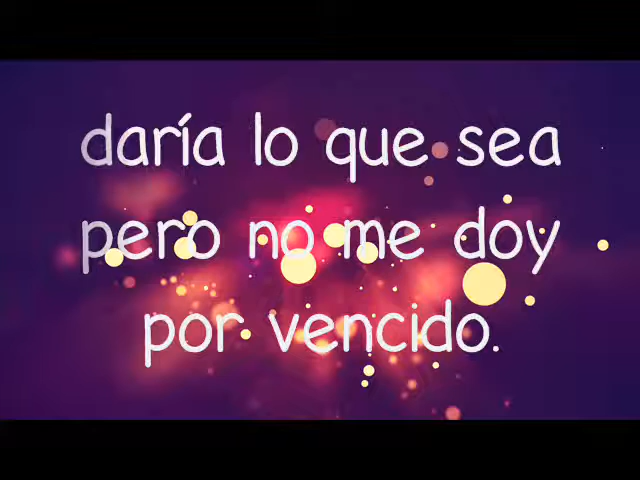 daría lo que sea
pero no me doy
por vencido.